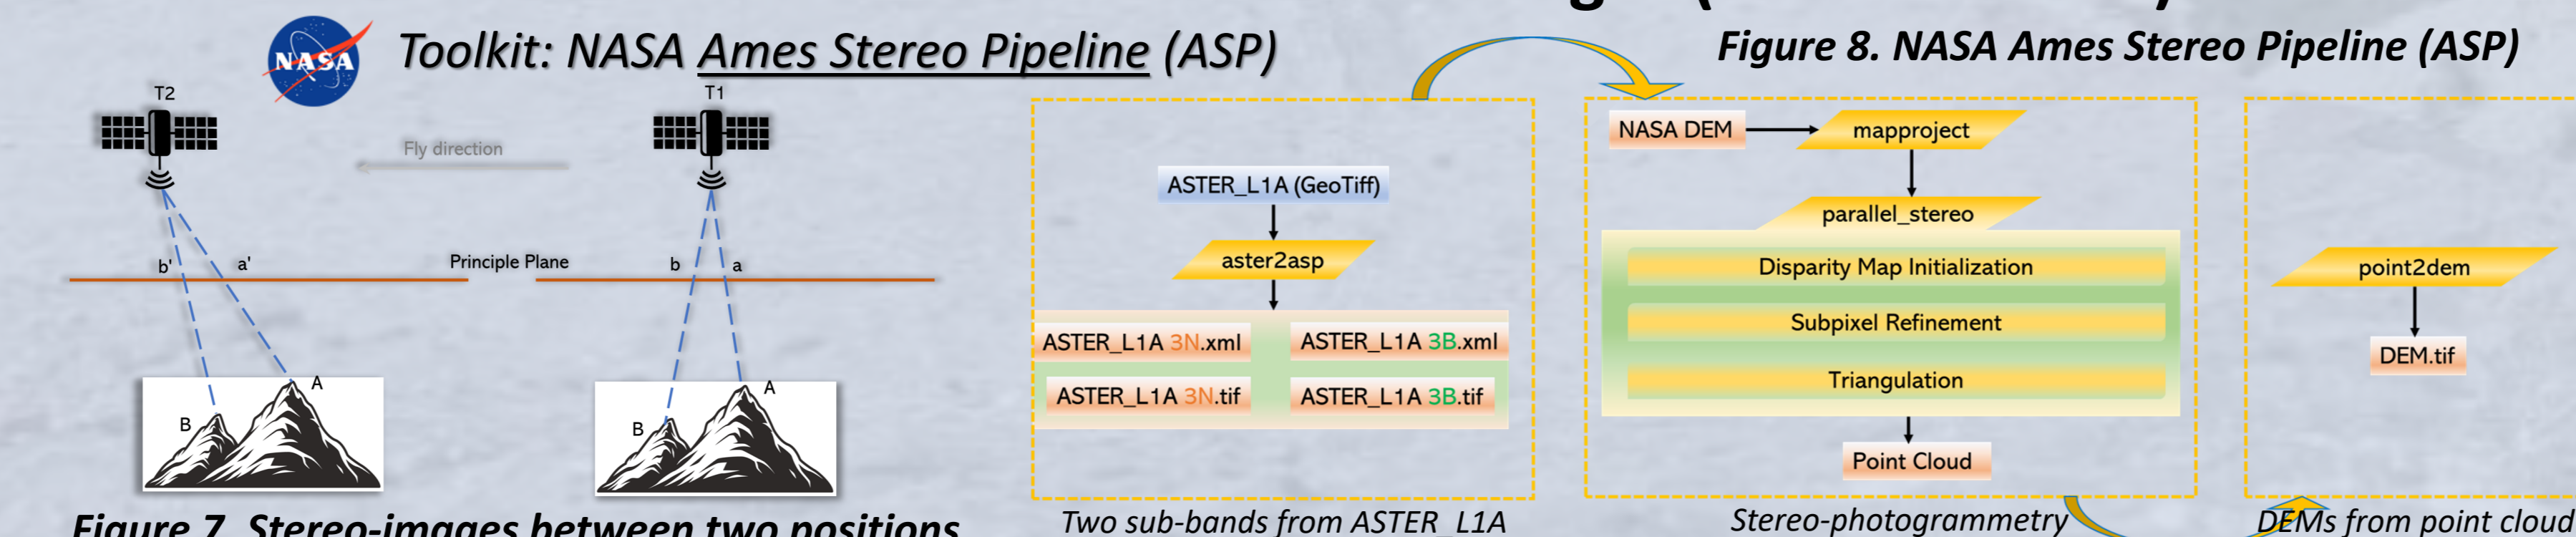 NASA
Toolkit: NASA Ames Stereo Pipeline (ASP)
T2
T1
Fly direction
b'
a'
Principle Plane
b
a
A
B
A
B
Figure 7. Stereo-images between two positions
Figure 8. NASA Ames Stereo Pipeline (ASP)
ASTER_L1A (GeoTiff)
aster2asp
ASTER_L1A 3N.xml
ASTER_L1A 3B.xml
ASTER_L1A 3N.tif
ASTER_L1A 3B.tif
Two sub-bands from ASTER_L1A
NASA DEM
mapproject
parallel_stereo
Disparity Map Initialization
Subpixel Refinement
Triangulation
Point Cloud
Stereo-photogrammetry
point2dem
DEM.tif
DEMs from point cloud